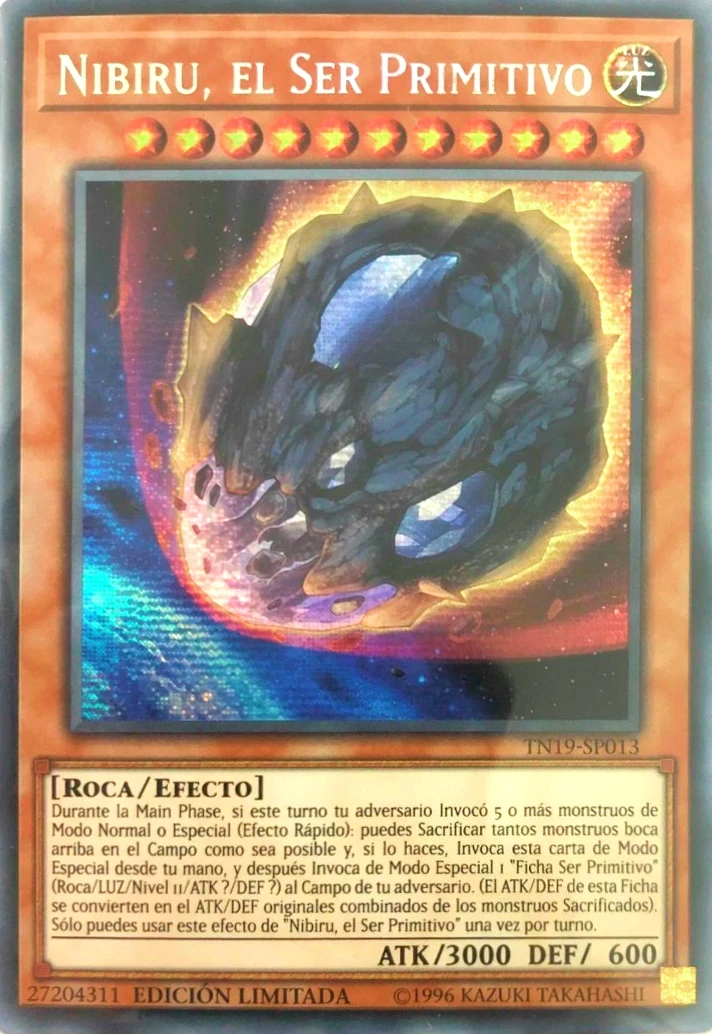 NIBIRU, EL SER PRIMITIVO
LUZ
光
TN19-SP013
[ROCA/EFECTO]
Durante la Main Phase, si este turno tu adversario Invocó 5 o más monstruos de
Modo Normal o Especial (Efecto Rápido): puedes Sacrificar tantos monstruos boca
arriba en el Campo como sea posible y, si lo haces, Invoca esta carta de Modo
Especial desde tu mano, y después Invoca de Modo Especial 1 "Ficha Ser Primitivo"
(Roca/LUZ/Nivel 11/ATK ?/DEF ?) al Campo de tu adversario. (El ATK/DEF de esta Ficha
se convierten en el ATK/DEF originales combinados de los monstruos Sacrificados).
Sólo puedes usar este efecto de "Nibiru, el Ser Primitivo" una vez por turno.
ATK/3000 DEF/ 600
27204311 EDICIÓN LIMITADA ©1996 KAZUKI TAKAHASHI